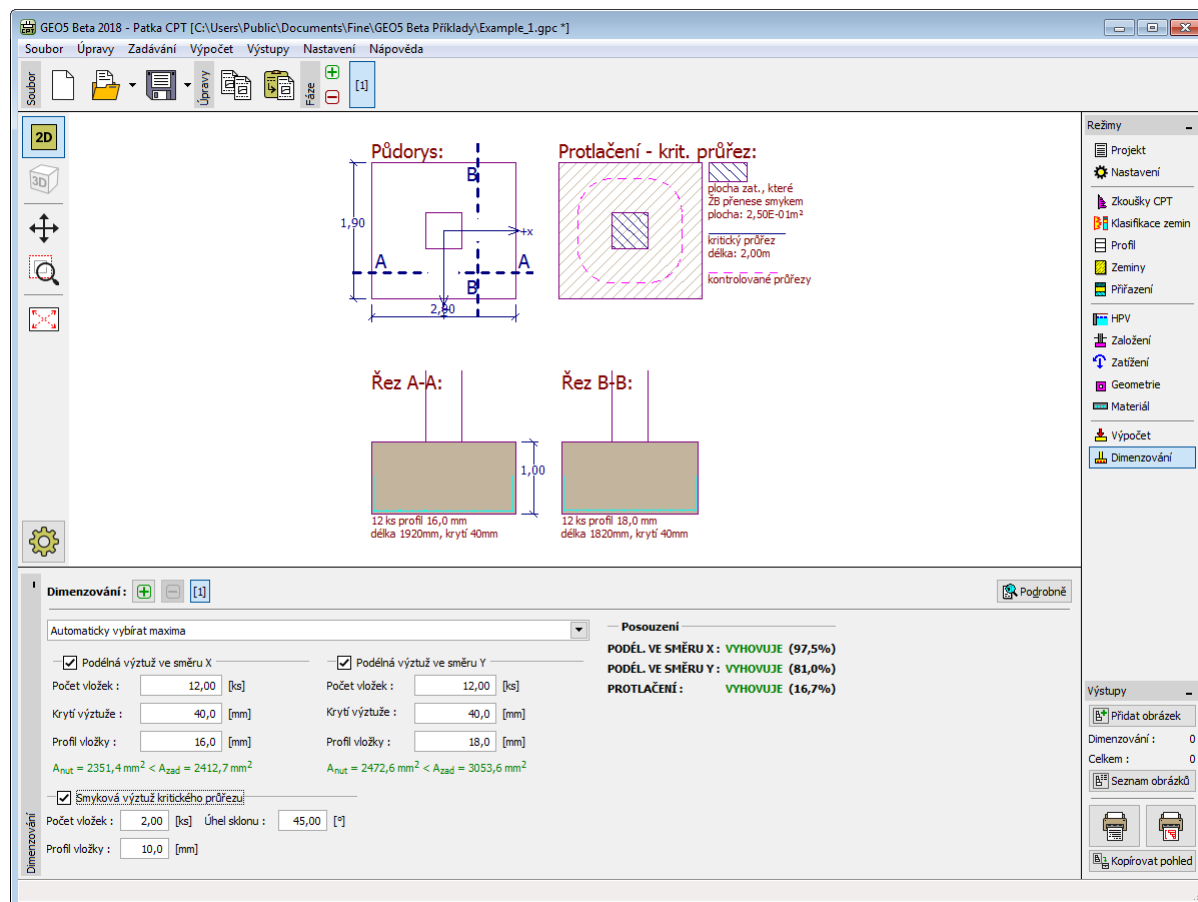 GEO5 Beta 2018 - Patka CPT [C:\Users\Public\Documents\Fine\GEO5 Beta Příklady\Example_1.gpc *]
Soubor Úpravy Zadávání Výpočet Výstupy Nastavení Nápověda
Soubor
Úpravy
Fáze
[1]
2D
3D
Půdorys:
B
1,90
+x
A
A
B
2,00
Protlačení - krit. průřez:
plocha zat., které
ŽB přenese smykem
plocha: 2,50E-01m²
kritický průřez
délka: 2,00m
kontrolované průřezy
Řez A-A:
1,00
12 ks profil 16,0 mm
délka 1920mm, krytí 40mm
Řez B-B:
12 ks profil 18,0 mm
délka 1820mm, krytí 40mm
Režimy
Projekt
Nastavení
Zkoušky CPT
Klasifikace zemin
Profil
Zeminy
Přiřazení
HPV
Založení
Zatížení
Geometrie
Materiál
Výpočet
Dimenzování
Dimenzování : [1]
Podrobně
Automaticky vybírat maxima
Podélná výztuž ve směru X
Počet vložek : 12,00 [ks]
Krytí výztuže : 40,0 [mm]
Profil vložky : 16,0 [mm]
Anut = 2351,4 mm² < Azad = 2412,7 mm²
Podélná výztuž ve směru Y
Počet vložek : 12,00 [ks]
Krytí výztuže : 40,0 [mm]
Profil vložky : 18,0 [mm]
Anut = 2472,6 mm² < Azad = 3053,6 mm²
Smyková výztuž kritického průřezu
Počet vložek : 2,00 [ks] Úhel sklonu : 45,00 [°]
Profil vložky : 10,0 [mm]
Posouzení
PODÉL. VE SMĚRU X : VYHOVUJE (97,5%)
PODÉL. VE SMĚRU Y : VYHOVUJE (81,0%)
PROTLAČENÍ : VYHOVUJE (16,7%)
Dimenzování
Výstupy
Přidat obrázek
Dimenzování : 0
Celkem : 0
Seznam obrázků
Kopírovat pohled